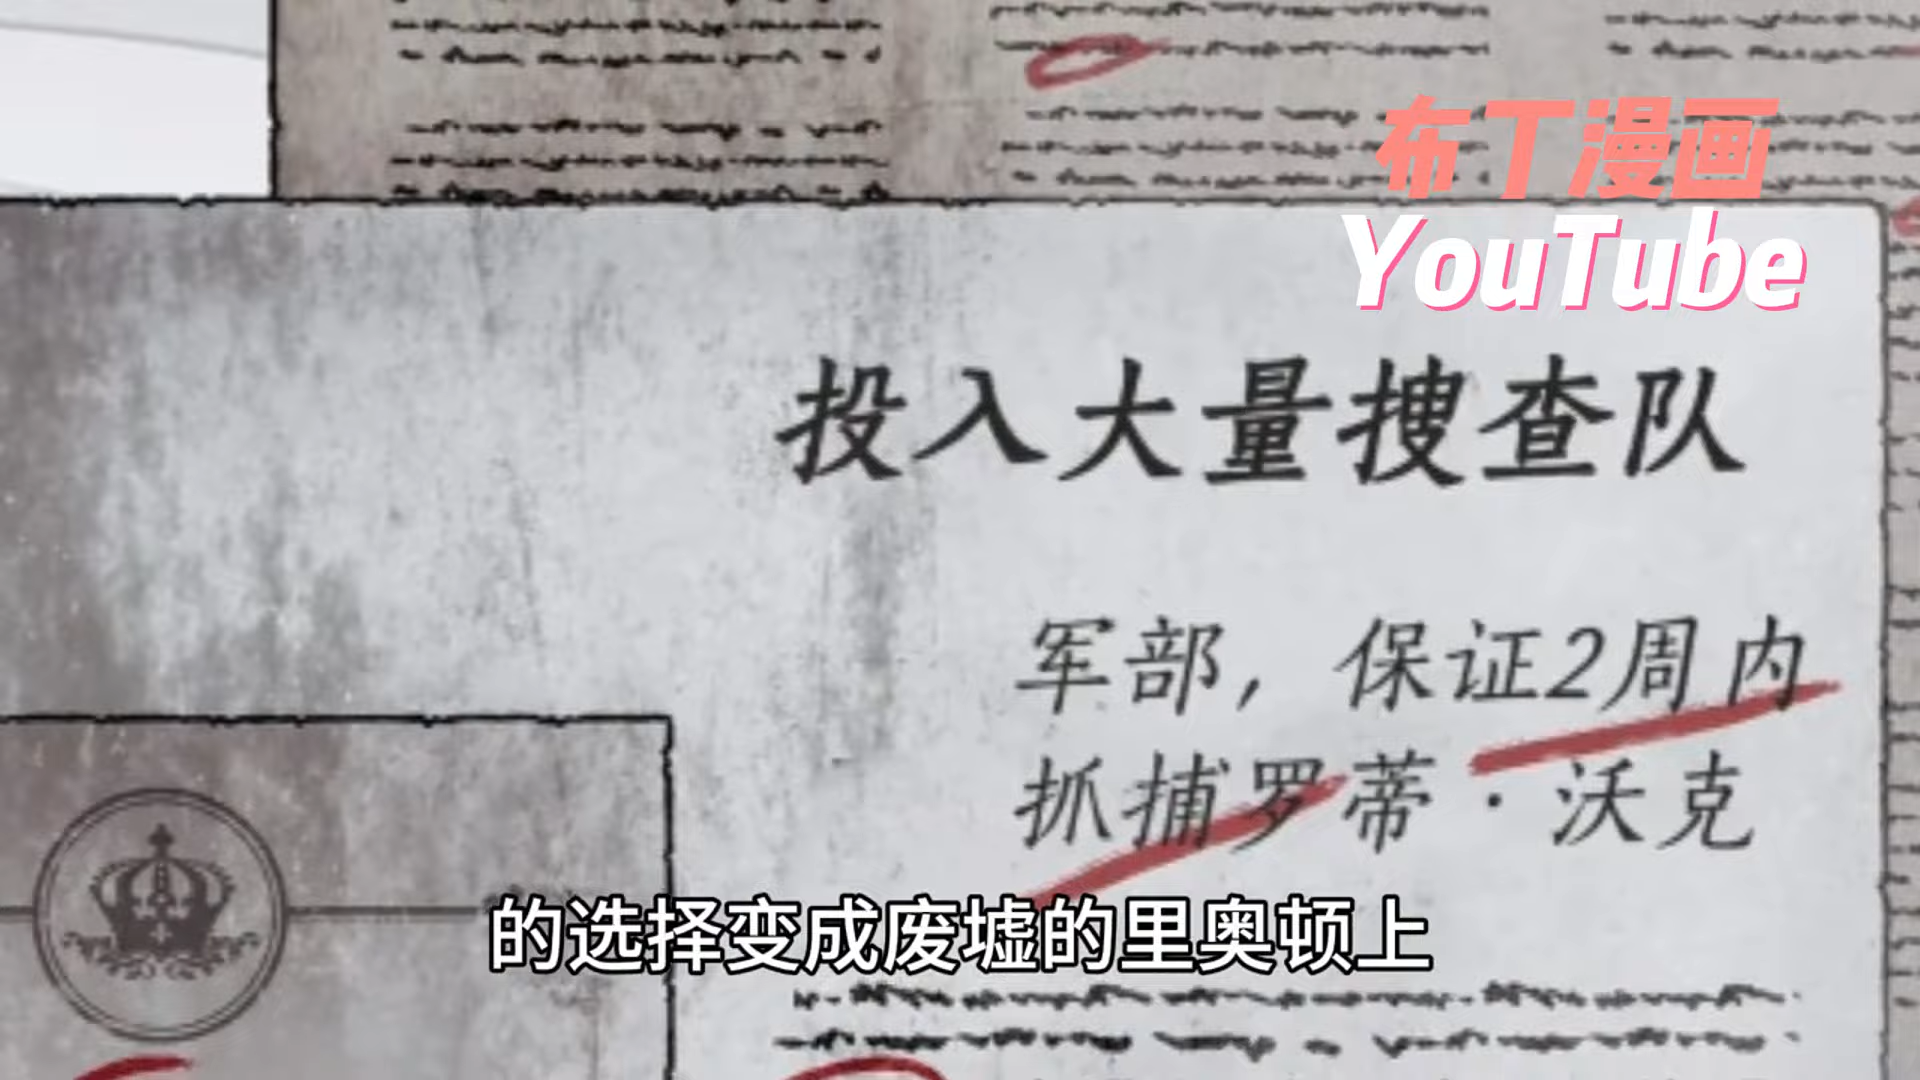 布丁漫画
YouTube
投入大量搜查队
军部，保证2周内
抓捕罗蒂·沃克
的选择变成废墟的里奥顿上